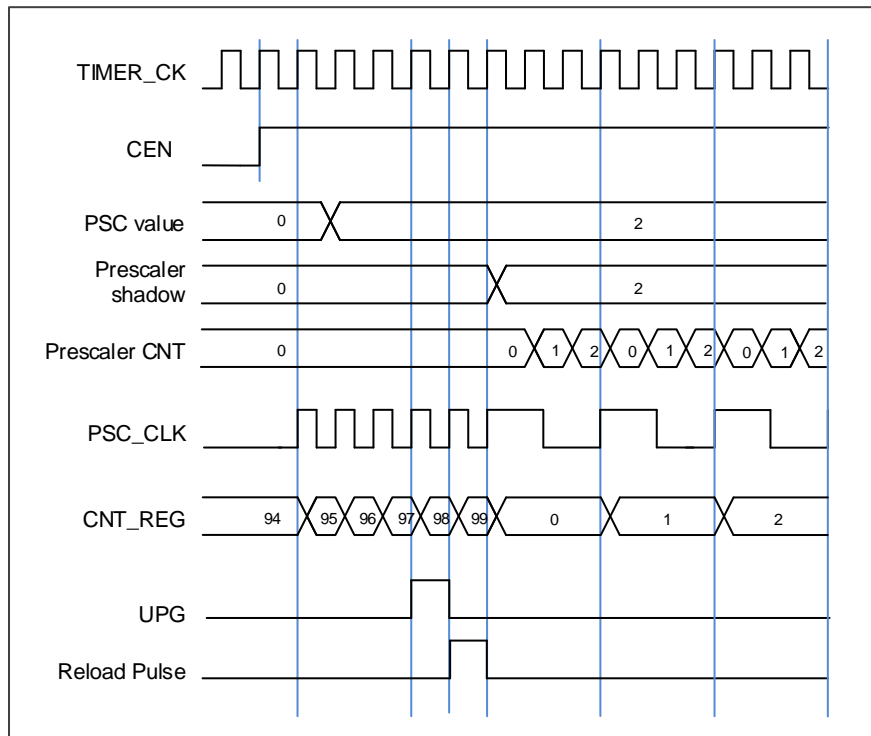 TIMER_CK
CEN
PSC value 0 2
Prescaler
shadow 0 2
Prescaler CNT 0 0 1 2 0 1 2 0 1 2
PSC_CLK
CNT_REG 94 95 96 97 98 99 0 1 2
UPG
Reload Pulse